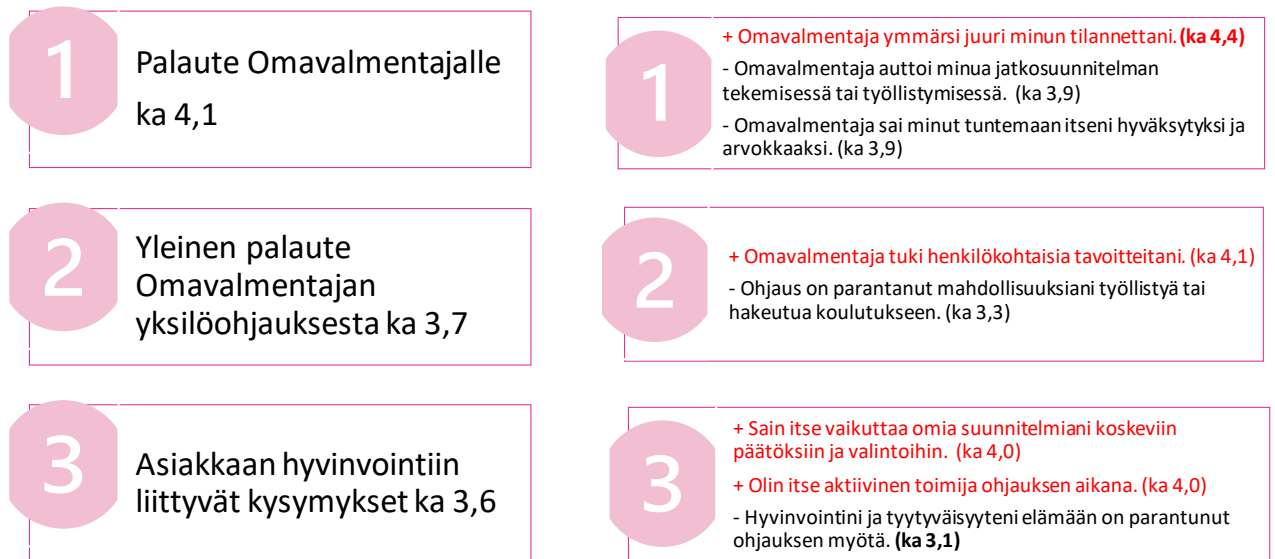 1
Palaute Omavalmentajalle
ka 4,1
1
+ Omavalmentaja ymmärsi juuri minun tilannettani. (ka 4,4)
- Omavalmentaja auttoi minua jatkosuunnitelman
tekemisessä tai työllistymisessä. (ka 3,9)
- Omavalmentaja sai minut tuntemaan itseni hyväksytyksi ja
arvokkaaksi. (ka 3,9)
2
Yleinen palaute
Omavalmentajan
yksilöohjauksesta ka 3,7
2
+ Omavalmentaja tuki henkilökohtaisia tavoitteitani. (ka 4,1)
- Ohjaus on parantanut mahdollisuuksiani työllistyä tai
hakeutua koulutukseen. (ka 3,3)
3
Asiakkaan hyvinvointiin
liittyvät kysymykset ka 3,6
3
+ Sain itse vaikuttaa omia suunnitelmiani koskeviin
päätöksiin ja valintoihin. (ka 4,0)
+ Olin itse aktiivinen toimija ohjauksen aikana. (ka 4,0)
- Hyvinvointini ja tyytyväisyyteni elämään on parantunut
ohjauksen myötä. (ka 3,1)